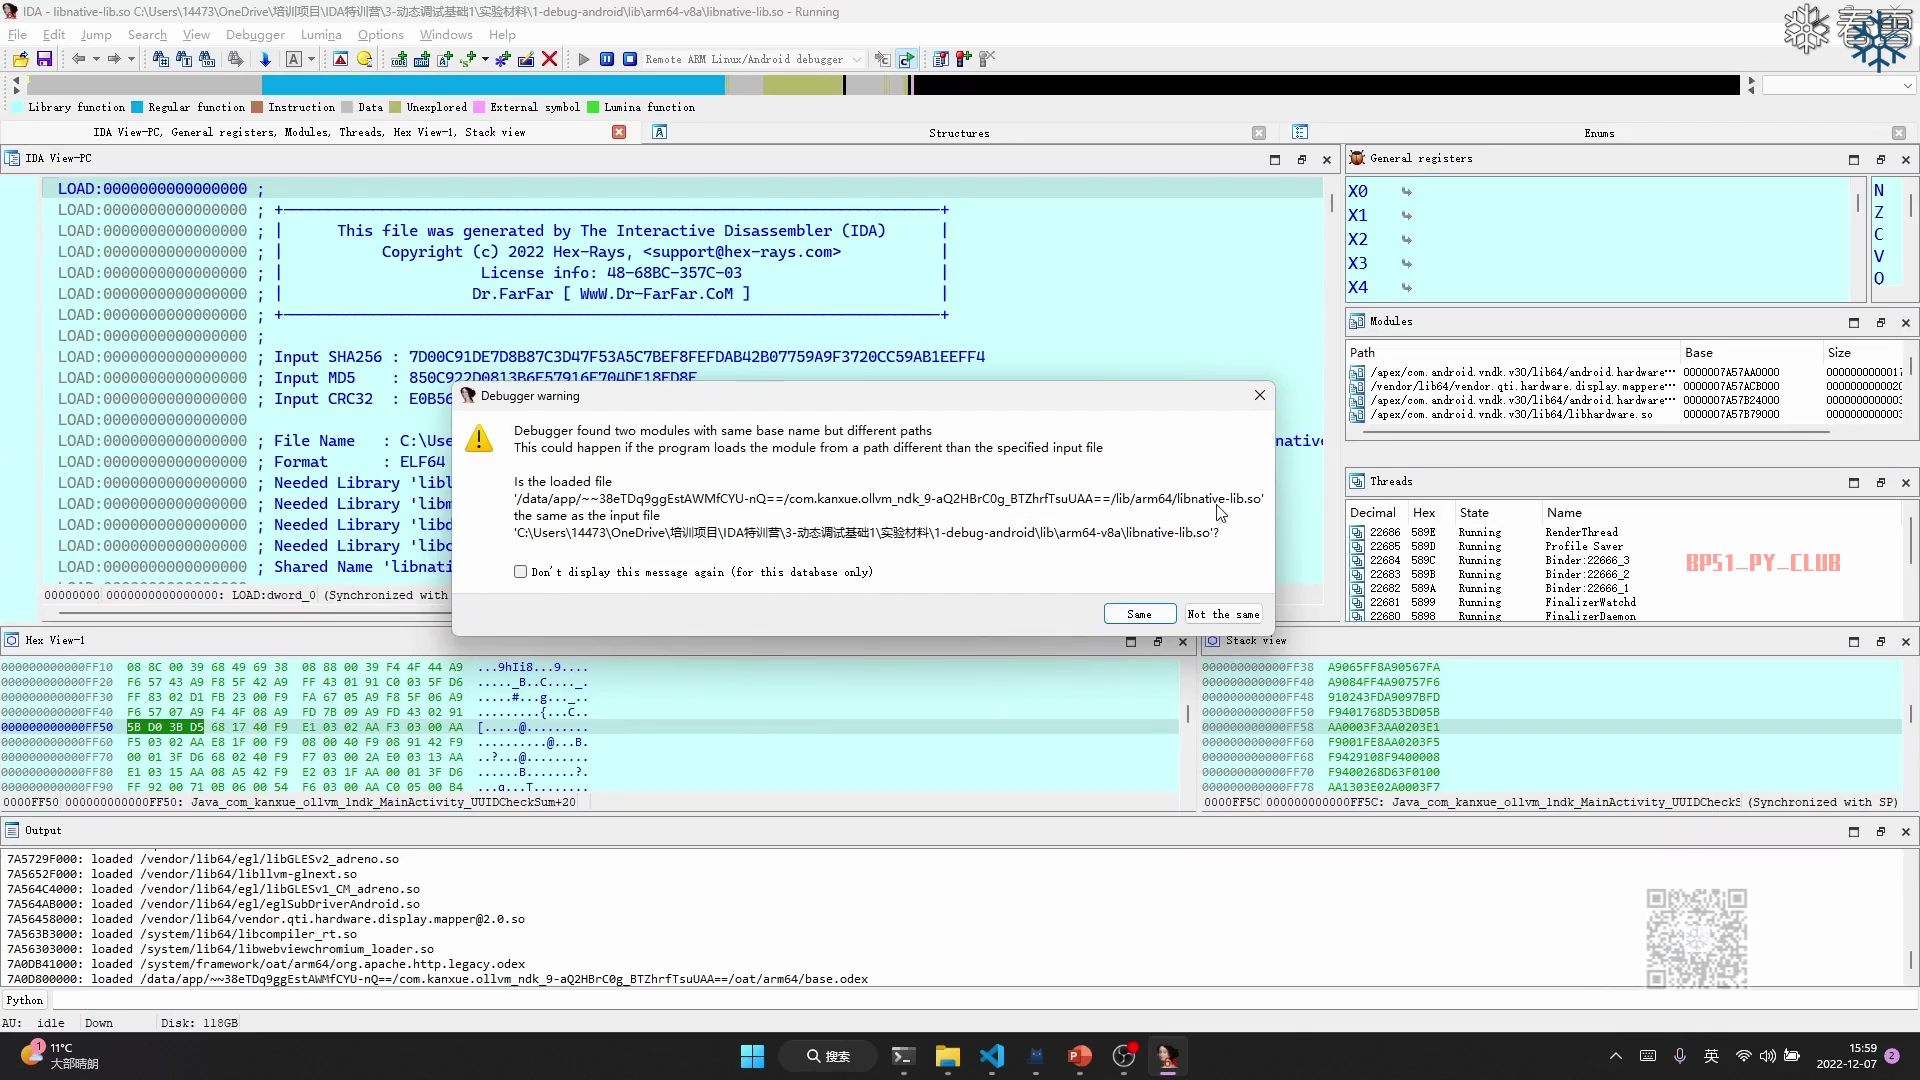 IDA - libnative-lib.so C:\Users\14473\OneDrive\培训项目\IDA特训营\3-动态调试基础1\实验材料\1-debug-android\lib\arm64-v8a\libnative-lib.so - Running
看雪
File Edit Jump Search View Debugger Lumina Options Windows Help
Remote ARM Linux/Android debugger
Library function Regular function Instruction Data Unexplored External symbol Lumina function
IDA View-PC, General registers, Modules, Threads, Hex View-1, Stack view
Structures
Enums
IDA View-PC
LOAD:0000000000000000 ;
LOAD:0000000000000000 ; +-------------------------------------------------------------------------+
LOAD:0000000000000000 ; | This file was generated by The Interactive Disassembler (IDA) |
LOAD:0000000000000000 ; | Copyright (c) 2022 Hex-Rays, <support@hex-rays.com> |
LOAD:0000000000000000 ; | License info: 48-68BC-357C-03 |
LOAD:0000000000000000 ; | Dr.FarFar [ WwW.Dr-FarFar.CoM ] |
LOAD:0000000000000000 ; +-------------------------------------------------------------------------+
LOAD:0000000000000000 ;
LOAD:0000000000000000 ; Input SHA256 : 7D00C91DE7D8B87C3D47F53A5C7BEF8FEFDAB42B07759A9F3720CC59AB1EEFF4
LOAD:0000000000000000 ; Input MD5 : 850C922D0813B6E57916E704DE18ED8E
LOAD:0000000000000000 ; Input CRC32 : E0B56
LOAD:0000000000000000 ;
LOAD:0000000000000000 ; File Name : C:\Use
LOAD:0000000000000000 ; Format : ELF64
LOAD:0000000000000000 ; Needed Library 'libl
LOAD:0000000000000000 ; Needed Library 'libm
LOAD:0000000000000000 ; Needed Library 'libd
LOAD:0000000000000000 ; Needed Library 'libc
LOAD:0000000000000000 ; Shared Name 'libnati
00000000 0000000000000000: LOAD:dword_0 (Synchronized with
Debugger warning
Debugger found two modules with same base name but different paths
This could happen if the program loads the module from a path different than the specified input file
Is the loaded file
'/data/app/~~38eTDq9ggEstAWMfCYU-nQ==/com.kanxue.ollvm_ndk_9-aQ2HBrC0g_BTZhrfTsuUAA==/lib/arm64/libnative-lib.so'
the same as the input file
'C:\Users\14473\OneDrive\培训项目\IDA特训营\3-动态调试基础1\实验材料\1-debug-android\lib\arm64-v8a\libnative-lib.so'?
Don't display this message again (for this database only)
Same
Not the same
General registers
X0
X1
X2
X3
X4
N
Z
C
V
Q
Modules
Path Base Size
/apex/com.android.vndk.v30/lib64/android.hardware… 0000007A57AA0000 000000000001
/vendor/lib64/vendor.qti.hardware.display.mappere… 0000007A57ACB000 000000000000
/apex/com.android.vndk.v30/lib64/android.hardware… 0000007A57B24000 000000000003
/apex/com.android.vndk.v30/lib64/libhardware.so 0000007A57B79000 000000000003
Threads
Decimal Hex State Name
22686 589E Running RenderThread
22685 589D Running Profile Saver
22684 589C Running Binder:22666_3
22683 589B Running Binder:22666_2
22682 589A Running Binder:22666_1
22681 5899 Running FinalizerWatchd
22680 5898 Running FinalizerDaemon
BPS1_PY_CLUB
Hex View-1
000000000000FF10 08 8C 00 39 68 49 69 38 08 88 00 39 F4 4F 44 A9 ...9hIi8...9....
000000000000FF20 F6 57 43 A9 F8 5F 42 A9 FF 43 01 91 C0 03 5F D6
000000000000FF30 FF 83 02 D1 FB 23 00 F9 FA 67 05 A9 F8 5F 06 A9
000000000000FF40 F6 57 07 A9 F4 4F 08 A9 FD 7B 09 A9 FD 43 02 91
000000000000FF50 5B D0 3B D5 68 17 40 F9 E1 03 02 AA F3 03 00 AA
000000000000FF60 F5 03 02 AA E8 1F 00 F9 08 00 40 F9 08 91 42 F9
000000000000FF70 00 01 3F D6 68 02 40 F9 F7 03 00 2A E0 03 13 AA
000000000000FF80 E1 03 15 AA 08 A5 42 F9 E2 03 1F AA 00 01 3F D6
000000000000FF90 FF 92 00 71 0B 06 00 54 F6 03 00 AA C0 05 00 B4
0000FF50 000000000000FF50: Java_com_kanxue_ollvm_1ndk_MainActivity_UUIDCheckSum+20
Stack view
000000000000FF38 A9065FF8A90567FA
000000000000FF40 A9084FF4A90757F6
000000000000FF48 910243FDA9097BFD
000000000000FF50 F9401768D53BD05B
000000000000FF58 AA0003F3AA0203E1
000000000000FF60 F9001FE8AA0203F5
000000000000FF68 F9429108F9400008
000000000000FF70 F9400268D63F0100
000000000000FF78 AA1303E02A0003F7
0000FF5C 000000000000FF5C: Java_com_kanxue_ollvm_1ndk_MainActivity_UUIDCheckS (Synchronized with SP)
Output
7A5729F000: loaded /vendor/lib64/egl/libGLESv2_adreno.so
7A5652F000: loaded /vendor/lib64/libllvm-glnext.so
7A564C4000: loaded /vendor/lib64/egl/libGLESv1_CM_adreno.so
7A564AB000: loaded /vendor/lib64/egl/eglSubDriverAndroid.so
7A56458000: loaded /vendor/lib64/vendor.qti.hardware.display.mapper@2.0.so
7A563B3000: loaded /system/lib64/libcompiler_rt.so
7A56303000: loaded /system/lib64/libwebviewchromium_loader.so
7A0DB41000: loaded /system/framework/oat/arm64/org.apache.http.legacy.odex
7A0D800000: loaded /data/app/~~38eTDq9ggEstAWMfCYU-nQ==/com.kanxue.ollvm_ndk_9-aQ2HBrC0g_BTZhrfTsuUAA==/oat/arm64/base.odex
Python
AU: idle Down Disk: 118GB
11°C
大部晴朗
搜索
英
15:59
2022-12-07
2